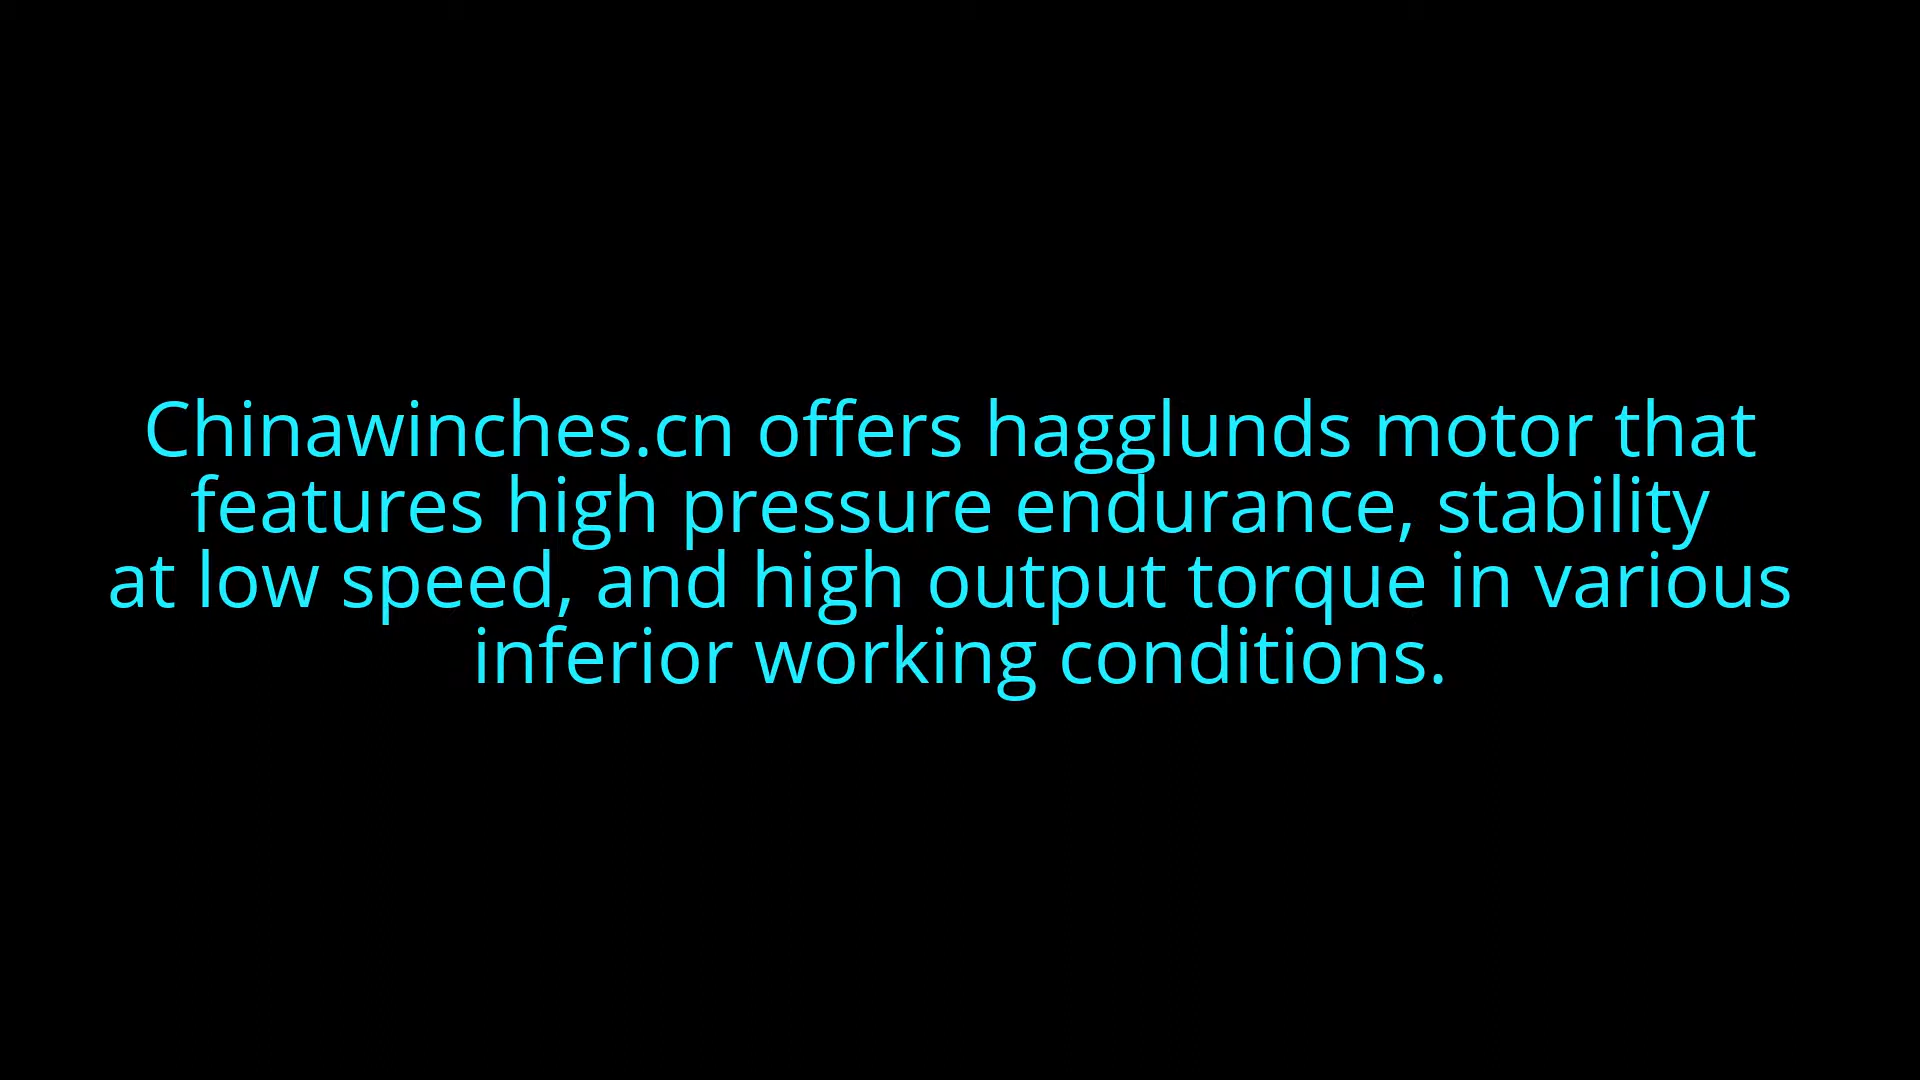 Chinawinches.cn offers hagglunds motor that
features high pressure endurance, stability
at low speed, and high output torque in various
inferior working conditions.